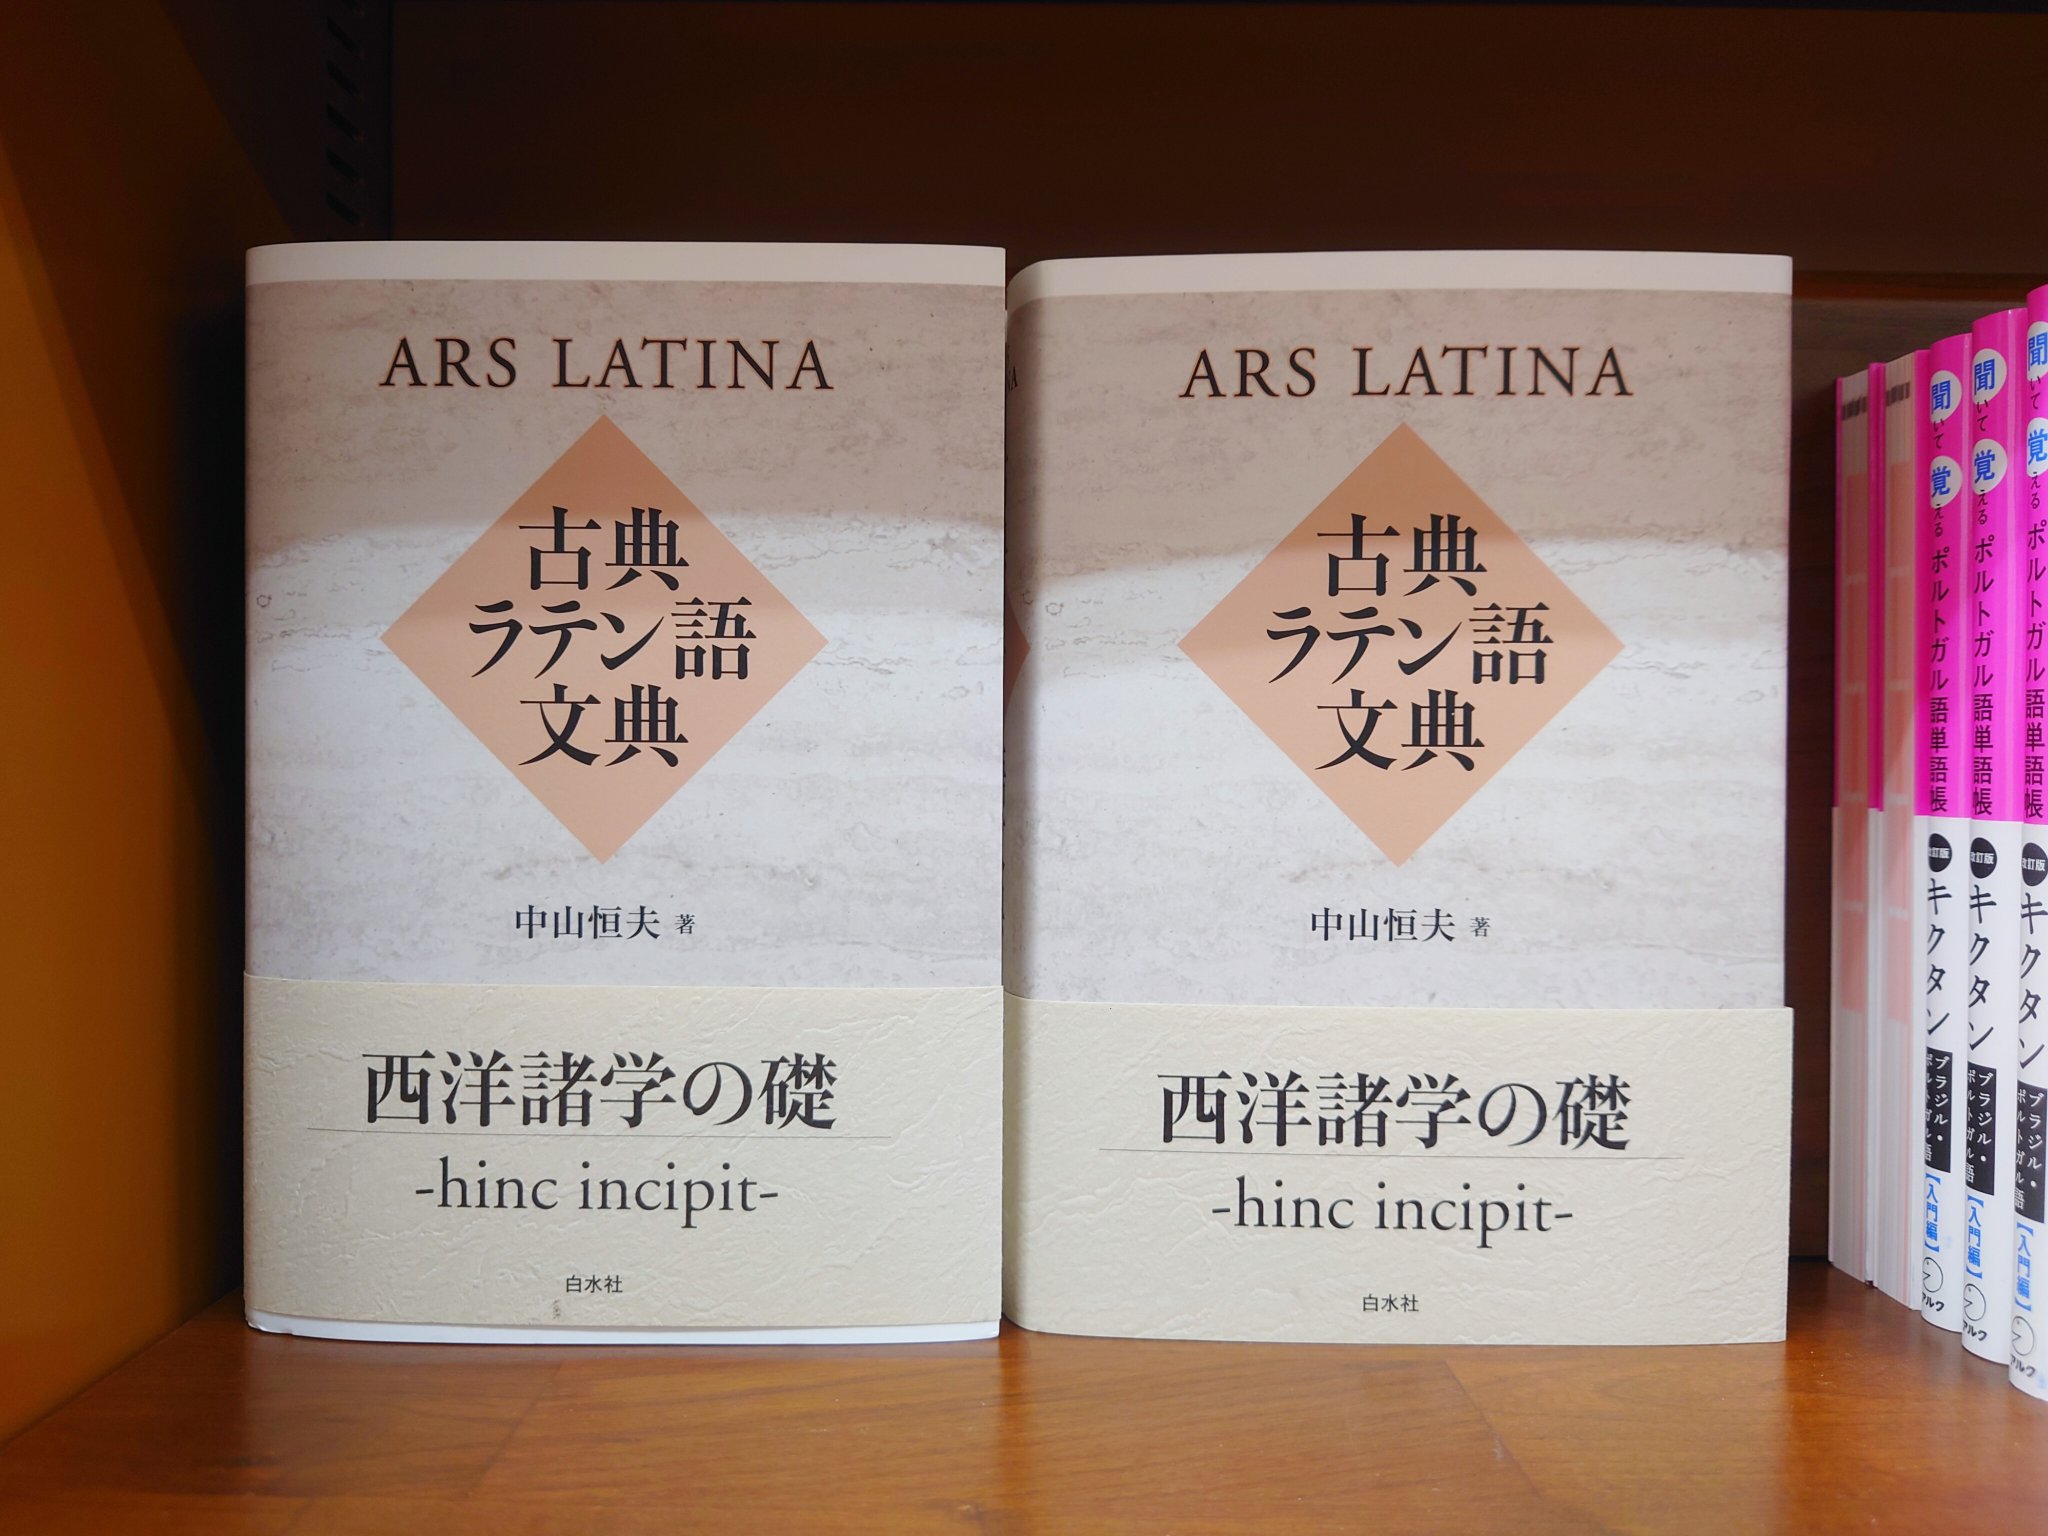 ARS LATINA
古典
ラテン語
文典
中山恒夫 著
西洋諸学の礎
-hinc incipit-
白水社
ARS LATINA
古典
ラテン語
文典
中山恒夫 著
西洋諸学の礎
-hinc incipit-
白水社
聞いて覚えるポルトガル語単語帳
改訂版
キクタン
ブラジル・
ポルトガル語
【入門編】
アルク
聞いて覚えるポルトガル語単語帳
改訂版
キクタン
ブラジル・
ポルトガル語
【入門編】
アルク
聞いて覚えるポルトガル語単語帳
改訂版
キクタン
ブラジル・
ポルトガル語
【入門編】
アルク